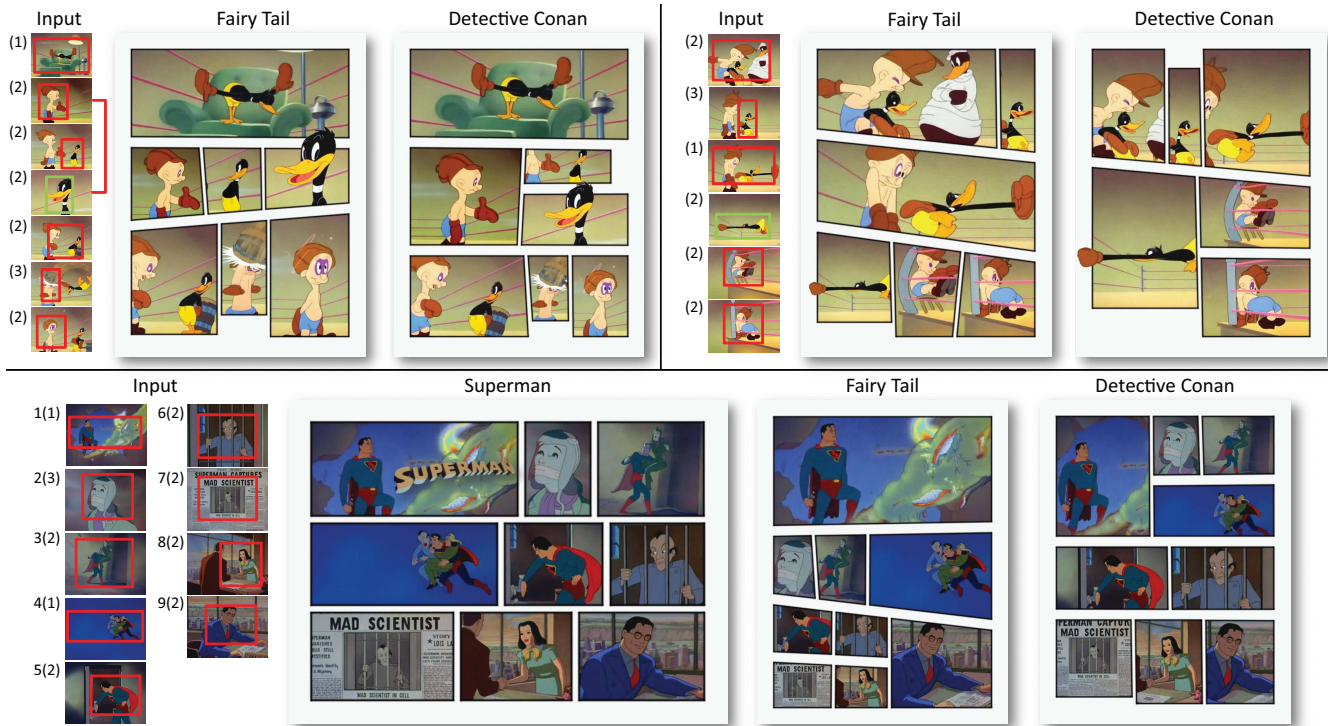 Input
Fairy Tail
Detective Conan
(1)
(2)
(2)
(2)
(2)
(3)
(2)
Input
Fairy Tail
Detective Conan
(2)
(3)
(1)
(2)
(2)
(2)
Input
Superman
Fairy Tail
Detective Conan
1(1)
2(3)
3(2)
4(1)
5(2)
6(2)
7(2)
8(2)
9(2)
SUPERMAN CAPTURES
MAD SCIENTIST
SUPERMAN
MAD SCIENTIST
STORY
LOIS LA
MAD SCIENTIST IN CELL
MAD SCIENTIST
PERMAN CAPTUR
MAD SCIENTIST